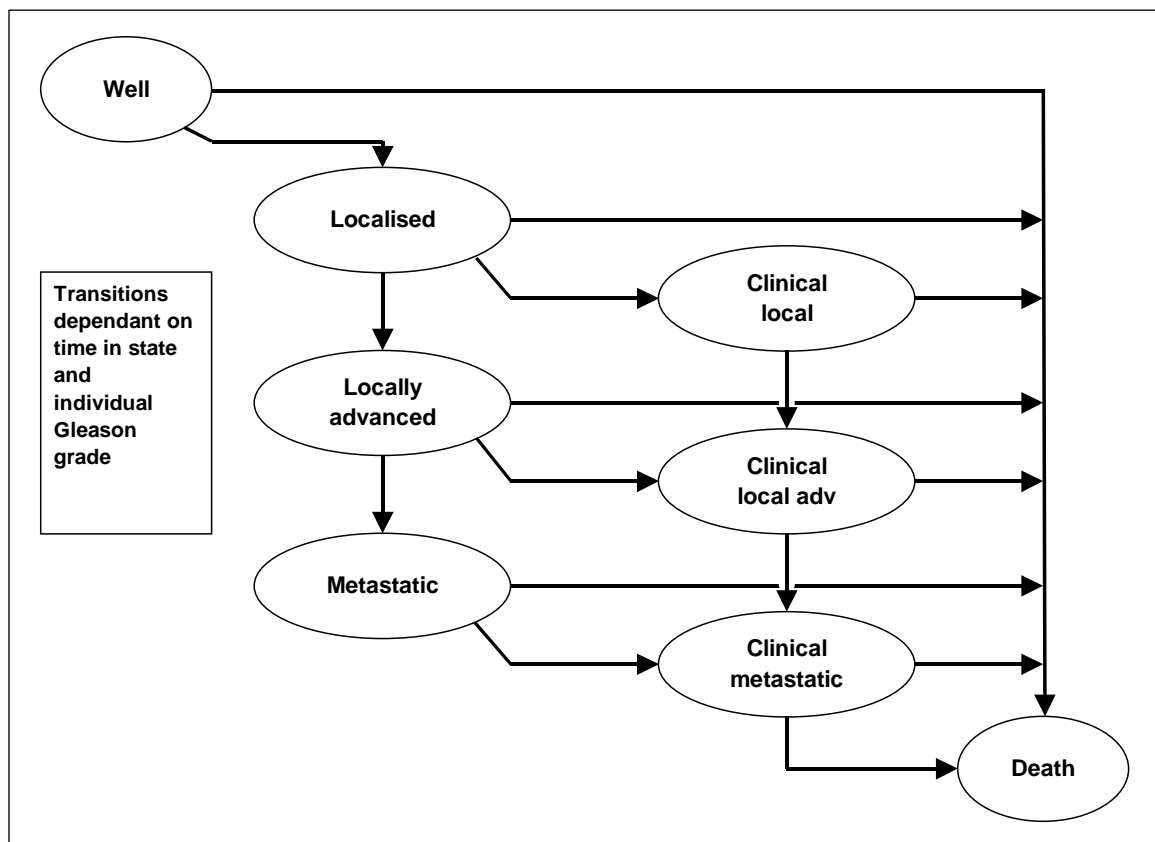 Well
Localised
Transitions
dependant on
time in state
and
individual
Gleason
grade
Clinical
local
Locally
advanced
Clinical
local adv
Metastatic
Clinical
metastatic
Death